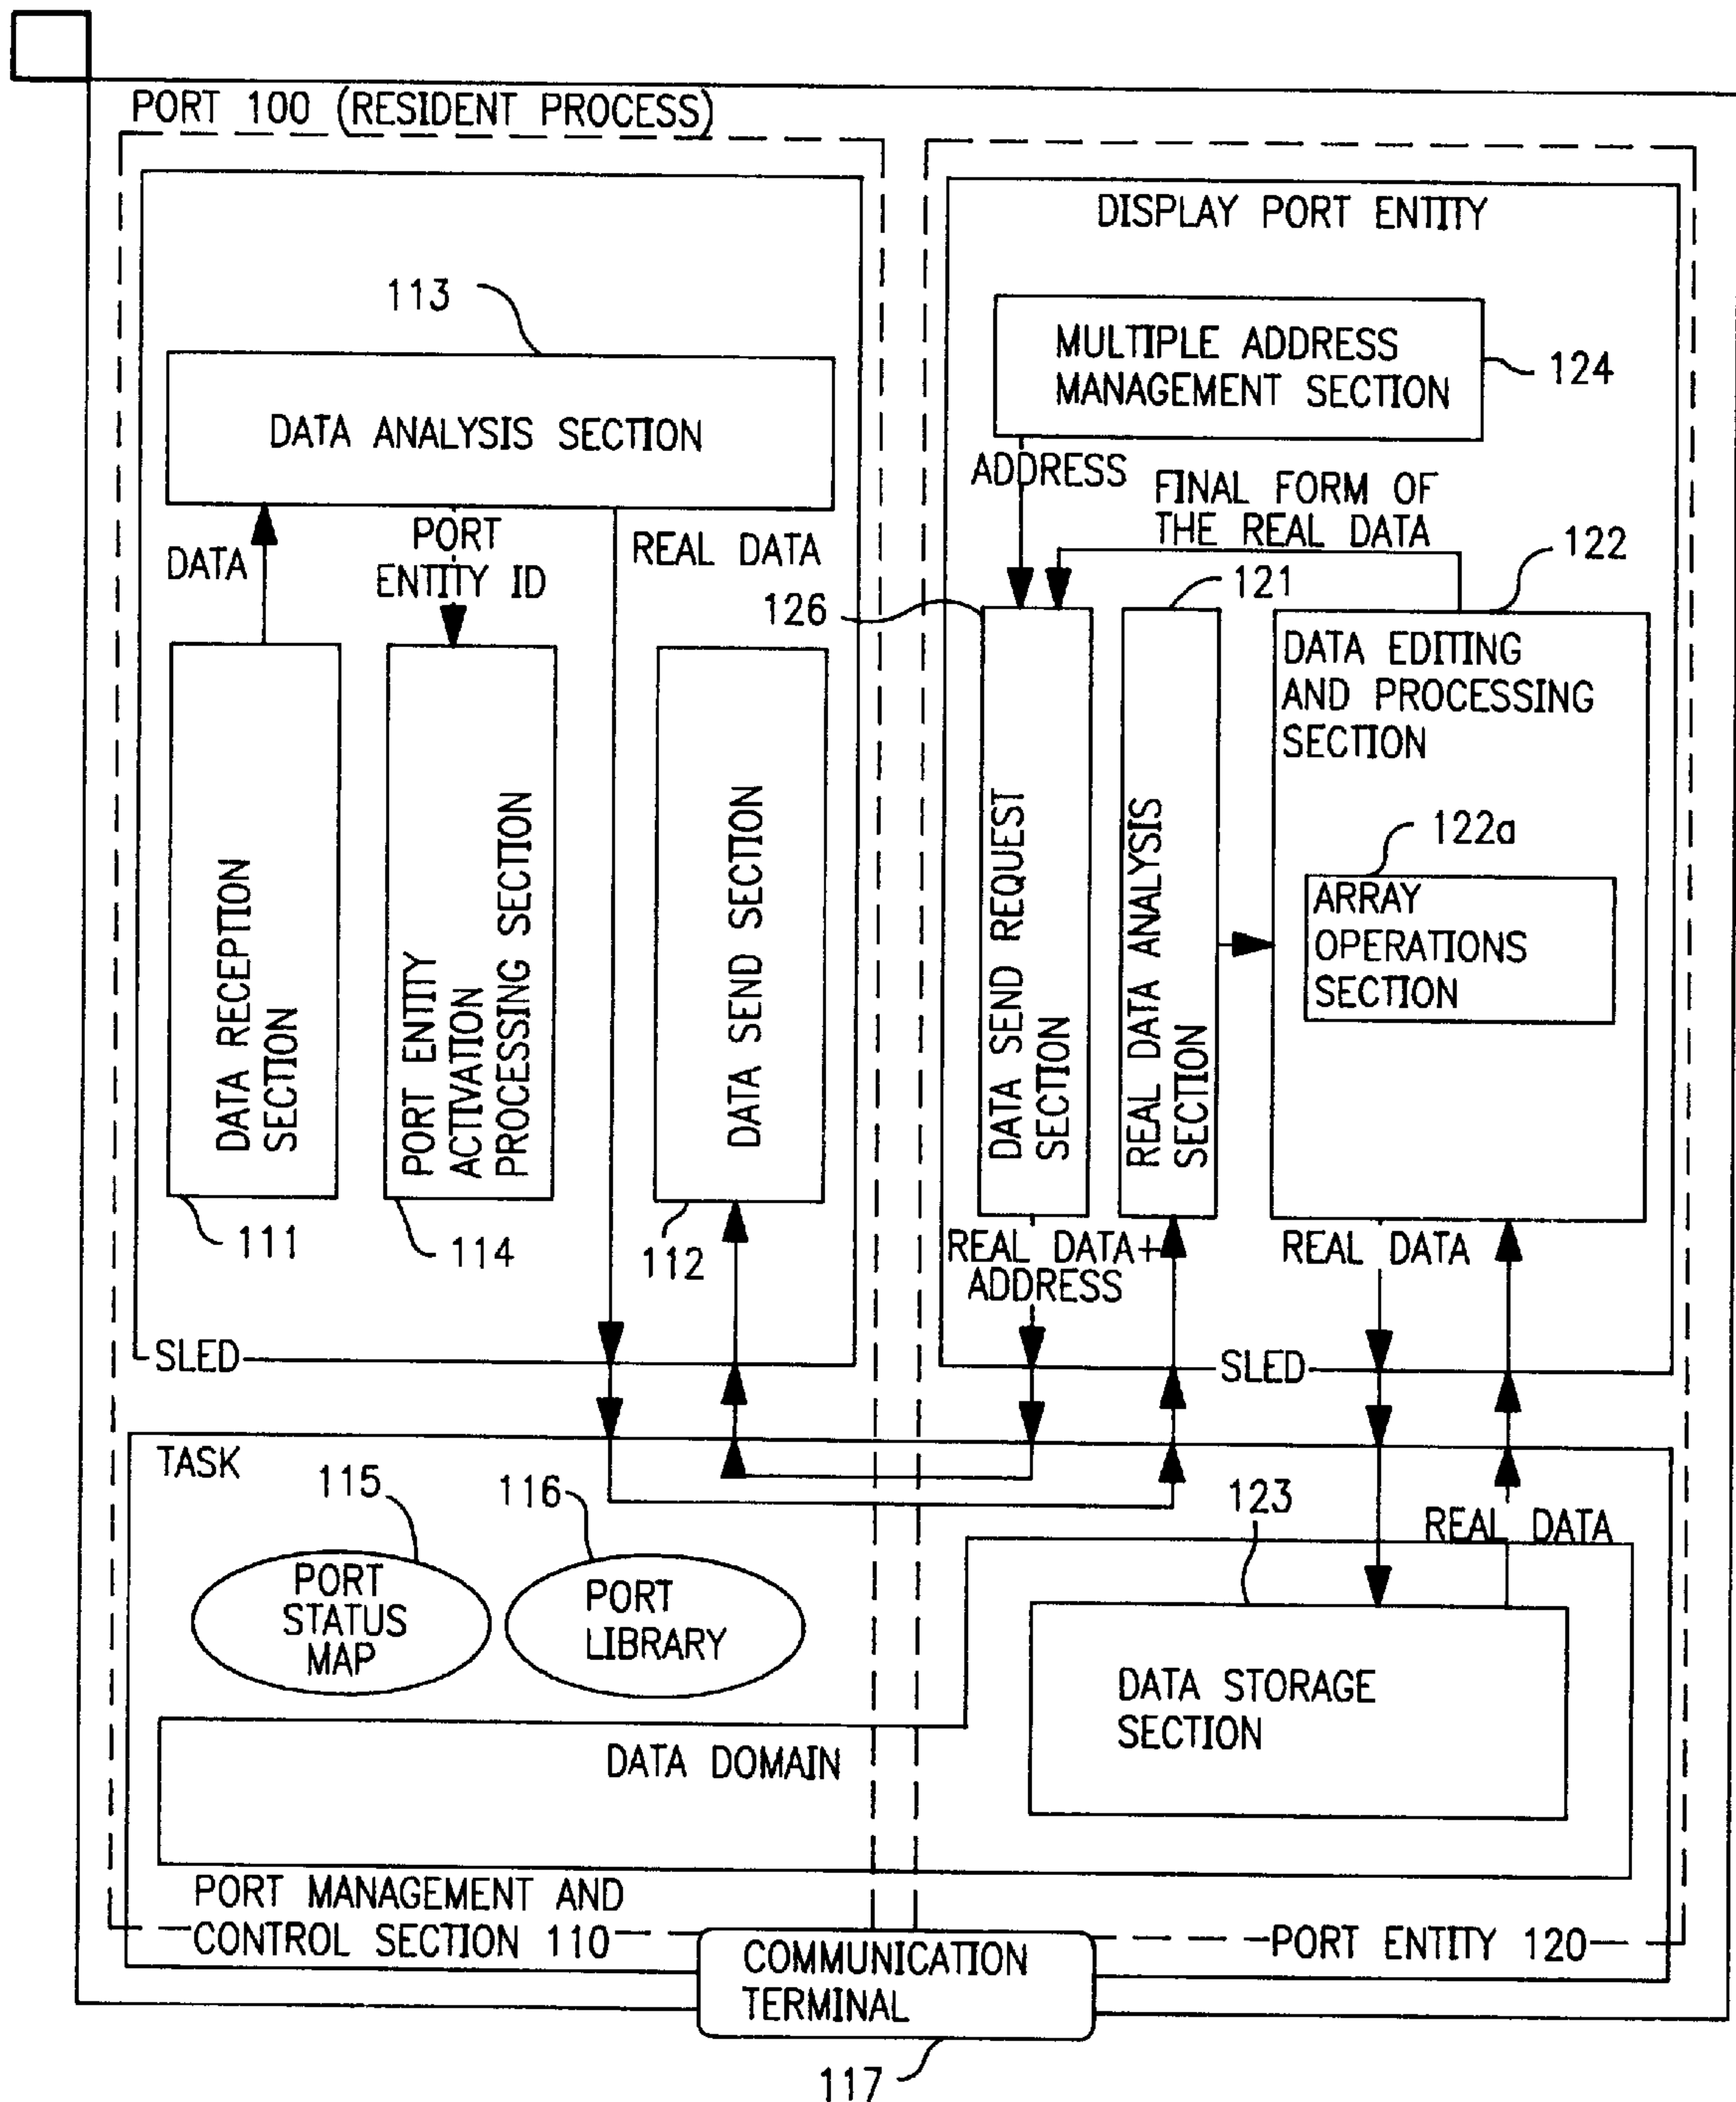 PORT 100 (RESIDENT PROCESS)
113
DATA ANALYSIS SECTION
DATA
PORT
ENTITY ID
REAL DATA
DATA RECEPTION
SECTION
111
PORT ENTITY
ACTIVATION
PROCESSING SECTION
114
DATA SEND SECTION
112
SLED
DISPLAY PORT ENTITY
MULTIPLE ADDRESS
MANAGEMENT SECTION
124
ADDRESS
FINAL FORM OF
THE REAL DATA
122
121
126
DATA SEND REQUEST
SECTION
REAL DATA ANALYSIS
SECTION
DATA EDITING
AND PROCESSING
SECTION
122a
ARRAY
OPERATIONS
SECTION
REAL DATA+
ADDRESS
REAL DATA
SLED
TASK
115
116
PORT
STATUS
MAP
PORT
LIBRARY
123
REAL DATA
DATA STORAGE
SECTION
DATA DOMAIN
PORT MANAGEMENT AND
CONTROL SECTION 110
PORT ENTITY 120
COMMUNICATION
TERMINAL
117